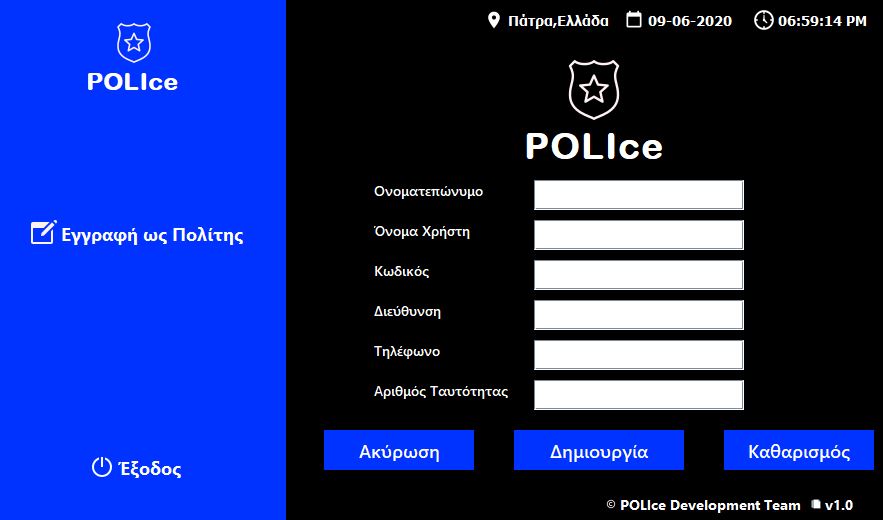 POLIce
Εγγραφή ως Πολίτης
Έξοδος
Πάτρα,Ελλάδα 09-06-2020 06:59:14 PM
POLIce
Ονοματεπώνυμο
Όνομα Χρήστη
Κωδικός
Διεύθυνση
Τηλέφωνο
Αριθμός Ταυτότητας
Ακύρωση Δημιουργία Καθαρισμός
© POLIce Development Team v1.0